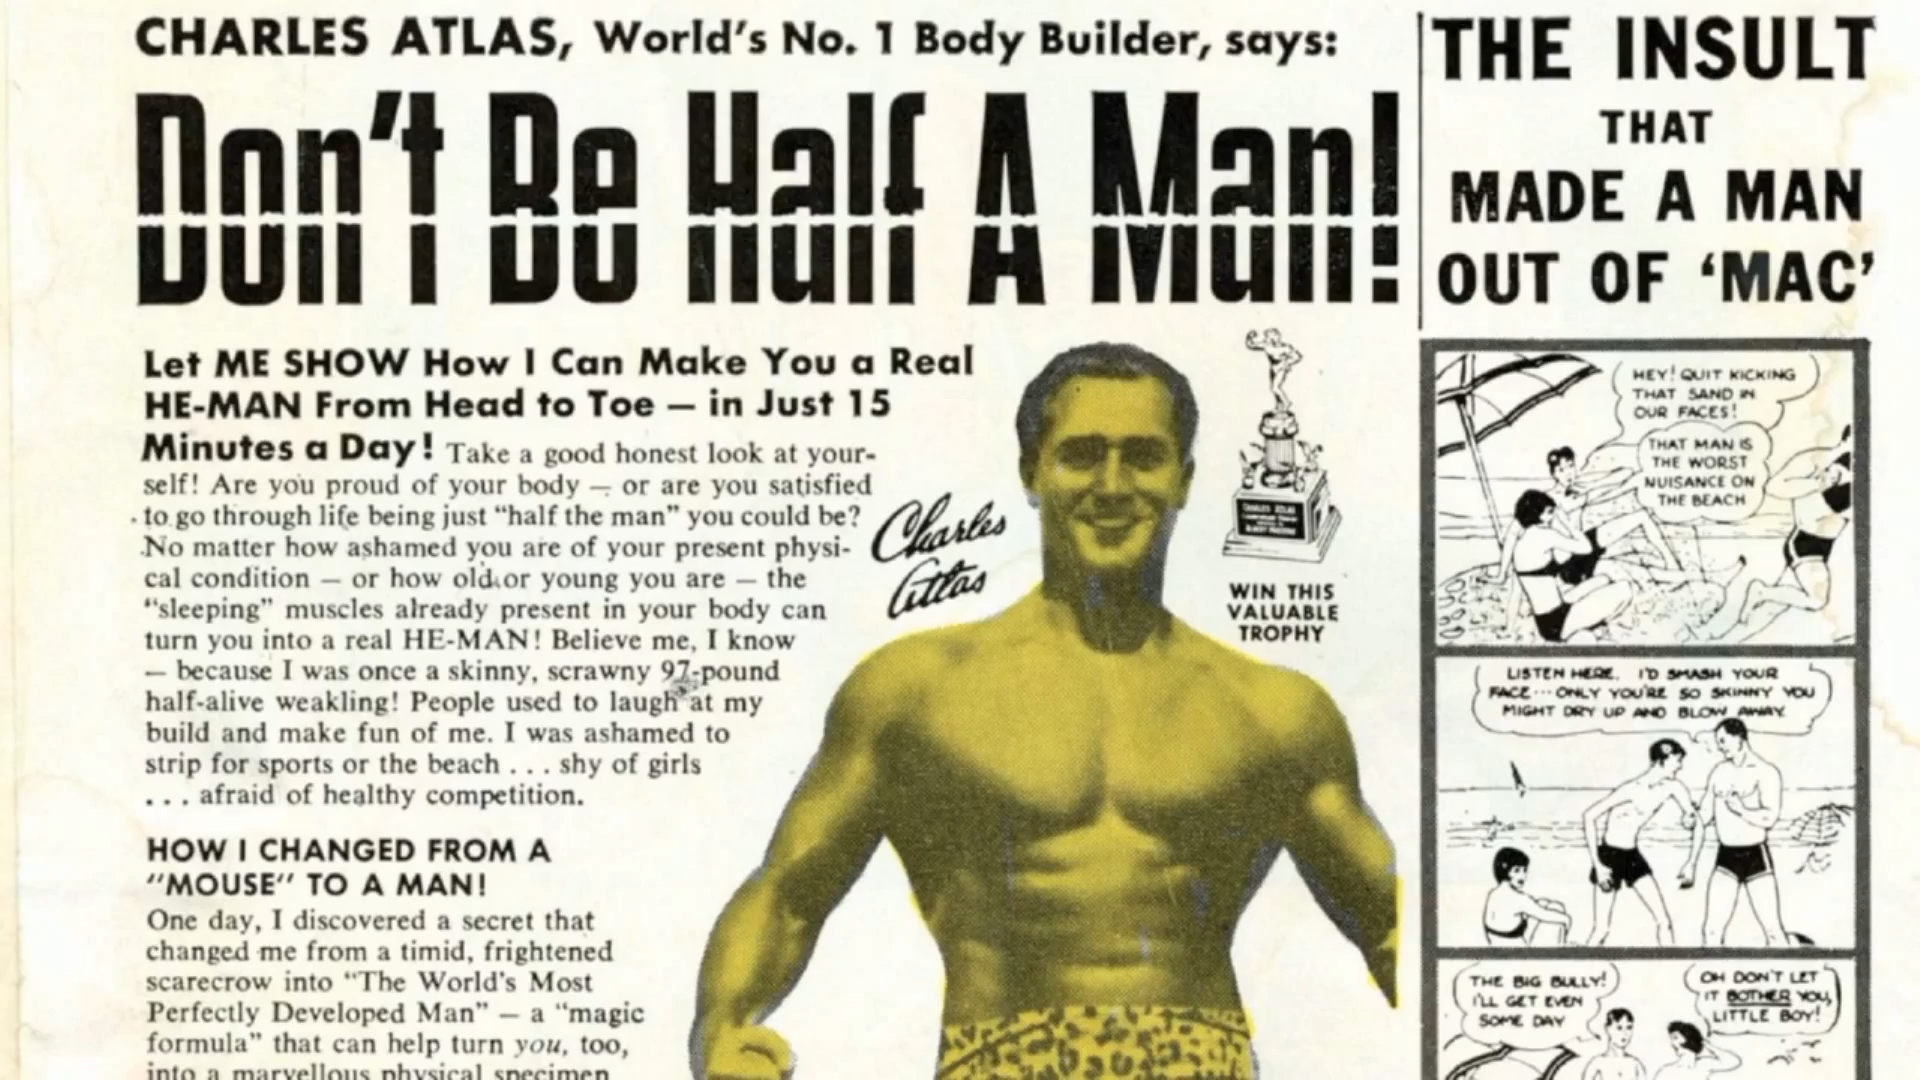 CHARLES ATLAS, World's No. 1 Body Builder, says:
Don't Be Half A Man!
Let ME SHOW How I Can Make You a Real
HE-MAN From Head to Toe — in Just 15
Minutes a Day! Take a good honest look at your-
self! Are you proud of your body — or are you satisfied
to go through life being just "half the man" you could be?
No matter how ashamed you are of your present physi-
cal condition — or how old or young you are — the
"sleeping" muscles already present in your body can
turn you into a real HE-MAN! Believe me, I know
— because I was once a skinny, scrawny 97-pound
half-alive weakling! People used to laugh at my
build and make fun of me. I was ashamed to
strip for sports or the beach . . . shy of girls
. . . afraid of healthy competition.
HOW I CHANGED FROM A
"MOUSE" TO A MAN!
One day, I discovered a secret that
changed me from a timid, frightened
scarecrow into "The World's Most
Perfectly Developed Man" — a "magic
formula" that can help turn you, too,
into a marvellous physical specimen
Charles
Atlas
CHARLES ATLAS
WIN THIS
VALUABLE
TROPHY
THE INSULT
THAT
MADE A MAN
OUT OF 'MAC'
HEY! QUIT KICKING
THAT SAND IN
OUR FACES!
THAT MAN IS
THE WORST
NUISANCE ON
THE BEACH
LISTEN HERE. I'D SMASH YOUR
FACE---ONLY YOU'RE SO SKINNY YOU
MIGHT DRY UP AND BLOW AWAY.
THE BIG BULLY!
I'LL GET EVEN
SOME DAY
OH DON'T LET
IT BOTHER YOU,
LITTLE BOY!